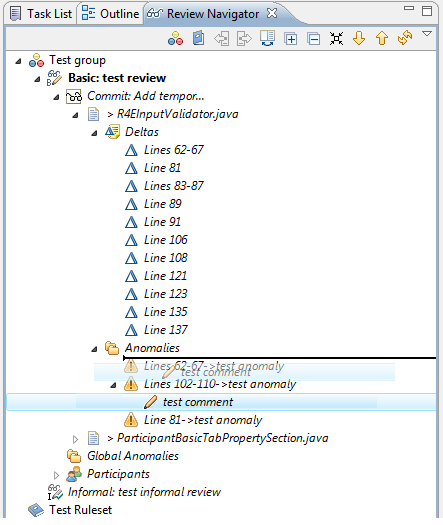 Task List Outline Review Navigator
Test group
Basic: test review
Commit: Add tempor...
> R4EInputValidator.java
Deltas
Lines 62-67
Line 81
Lines 83-87
Line 89
Line 91
Line 106
Line 108
Line 121
Line 123
Line 135
Line 137
Anomalies
Lines 62-67->test anomaly
test comment
Lines 102-110->test anomaly
test comment
Line 81->test anomaly
> ParticipantBasicTabPropertySection.java
Global Anomalies
Participants
Informal: test informal review
Test Ruleset